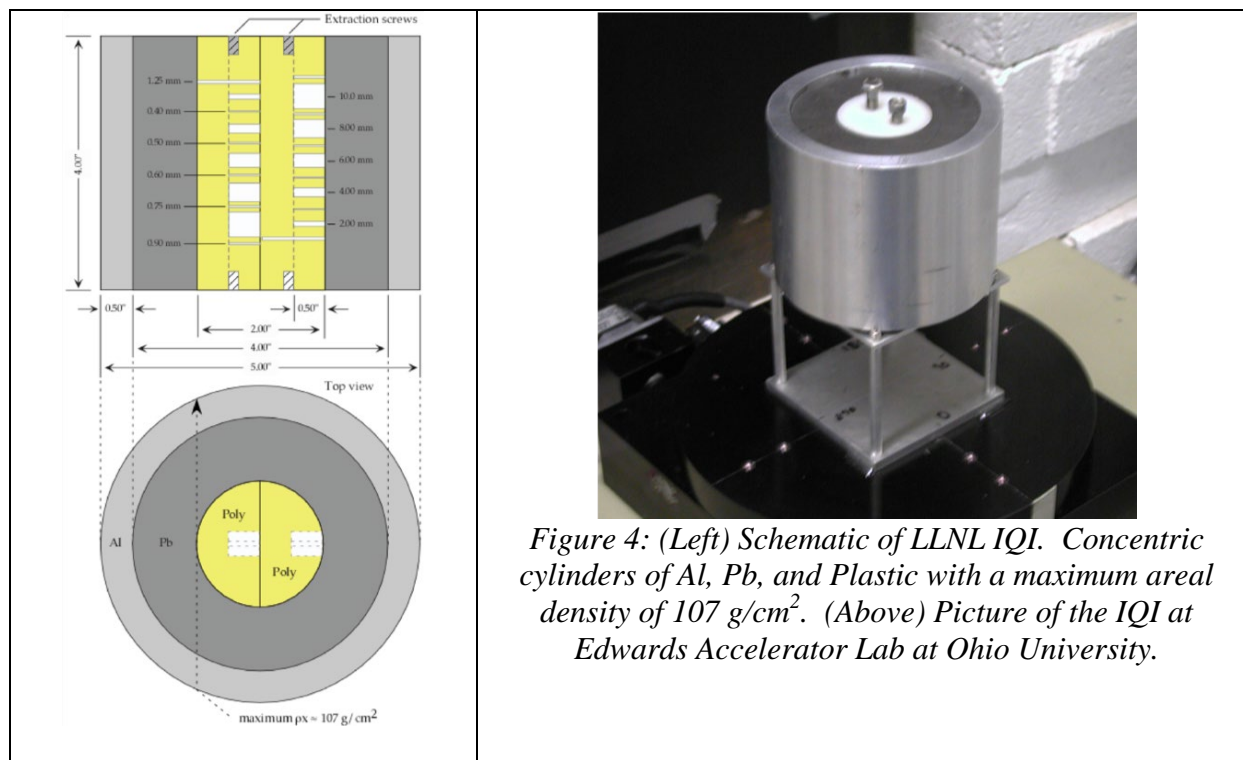 Extraction screws
1.25 mm
0.40 mm
0.50 mm
0.60 mm
0.75 mm
0.90 mm
10.0 mm
8.00 mm
6.00 mm
4.00 mm
2.00 mm
4.00"
0.50"
0.50"
2.00"
4.00"
5.00"
Top view
Poly
Al
Pb
Poly
maximum ρx ≈ 107 g/cm²
0
Figure 4: (Left) Schematic of LLNL IQI. Concentric
cylinders of Al, Pb, and Plastic with a maximum areal
density of 107 g/cm². (Above) Picture of the IQI at
Edwards Accelerator Lab at Ohio University.